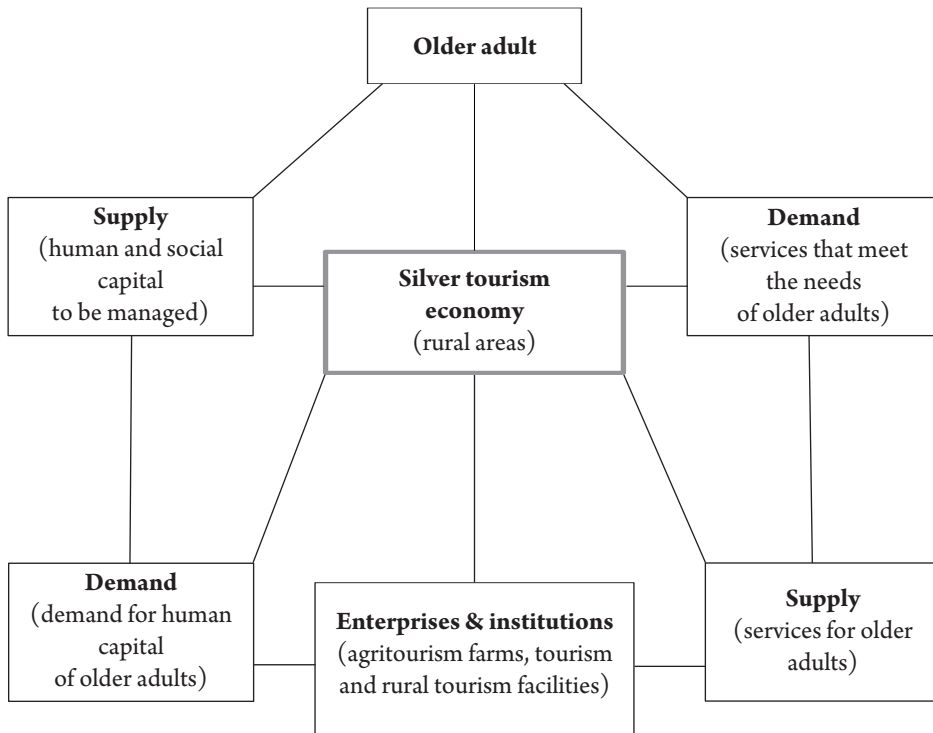 Older adult
Supply
(human and social
capital
to be managed)
Demand
(services that meet
the needs
of older adults)
Silver tourism
economy
(rural areas)
Demand
(demand for human
capital
of older adults)
Enterprises & institutions
(agritourism farms, tourism
and rural tourism facilities)
Supply
(services for older
adults)